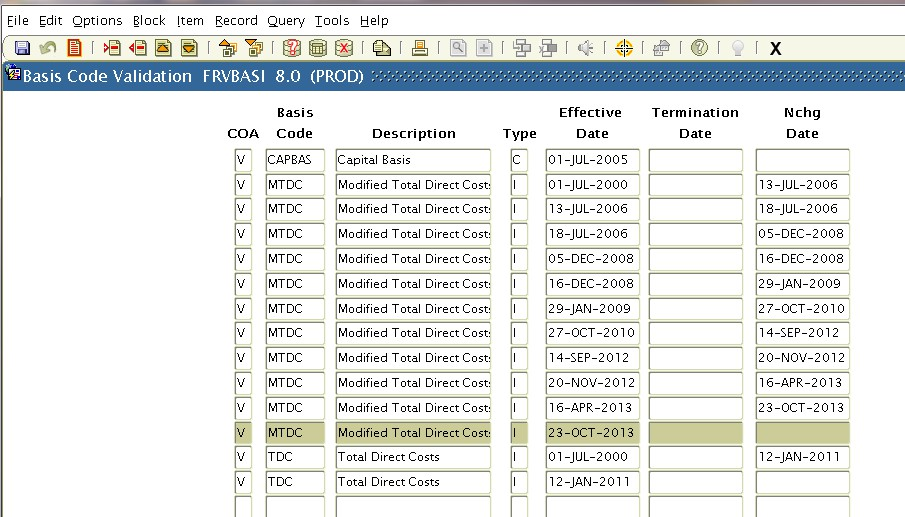 File Edit Options Block Item Record Query Tools Help
X
Basis Code Validation FRVBASI 8.0 (PROD)
Basis Effective Termination Nchg
COA Code Description Type Date Date Date
V CAPBAS Capital Basis C 01-JUL-2005
V MTDC Modified Total Direct Costs I 01-JUL-2000 13-JUL-2006
V MTDC Modified Total Direct Costs I 13-JUL-2006 18-JUL-2006
V MTDC Modified Total Direct Costs I 18-JUL-2006 05-DEC-2008
V MTDC Modified Total Direct Costs I 05-DEC-2008 16-DEC-2008
V MTDC Modified Total Direct Costs I 16-DEC-2008 29-JAN-2009
V MTDC Modified Total Direct Costs I 29-JAN-2009 27-OCT-2010
V MTDC Modified Total Direct Costs I 27-OCT-2010 14-SEP-2012
V MTDC Modified Total Direct Costs I 14-SEP-2012 20-NOV-2012
V MTDC Modified Total Direct Costs I 20-NOV-2012 16-APR-2013
V MTDC Modified Total Direct Costs I 16-APR-2013 23-OCT-2013
V MTDC Modified Total Direct Costs I 23-OCT-2013
V TDC Total Direct Costs I 01-JUL-2000 12-JAN-2011
V TDC Total Direct Costs I 12-JAN-2011